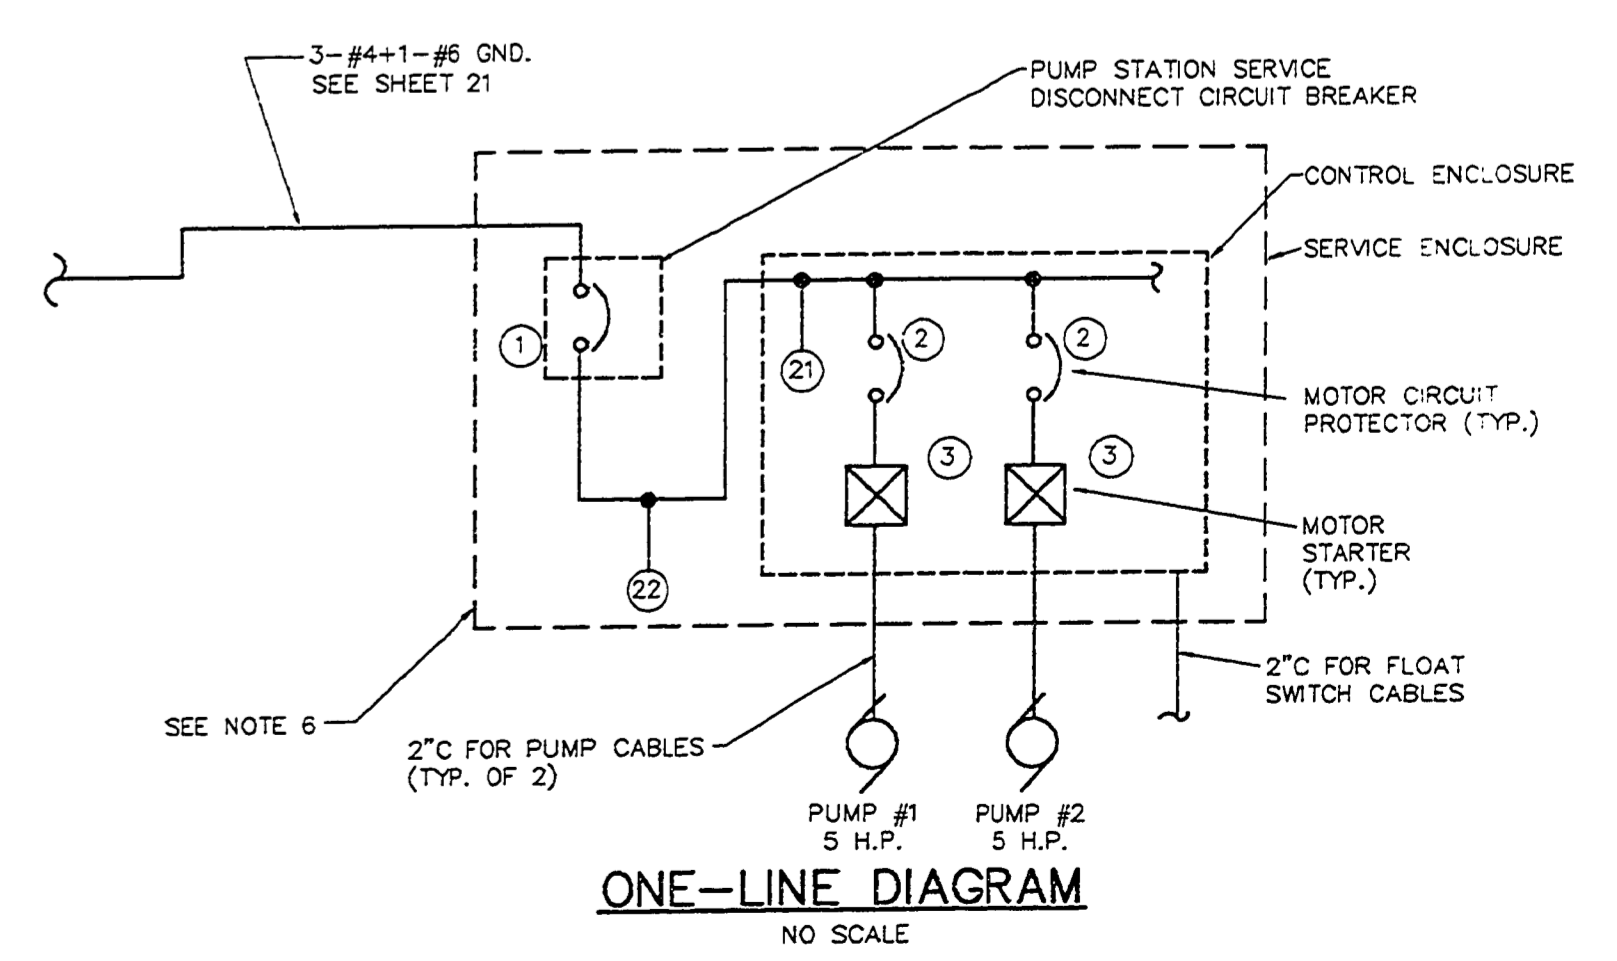 3-#4+1-#6 GND.
SEE SHEET 21
PUMP STATION SERVICE
DISCONNECT CIRCUIT BREAKER
CONTROL ENCLOSURE
SERVICE ENCLOSURE
1
2
2
21
MOTOR CIRCUIT
PROTECTOR (TYP.)
3
3
MOTOR
STARTER
(TYP.)
22
2"C FOR FLOAT
SWITCH CABLES
SEE NOTE 6
2"C FOR PUMP CABLES
(TYP. OF 2)
PUMP #1
5 H.P.
PUMP #2
5 H.P.
ONE-LINE DIAGRAM
NO SCALE